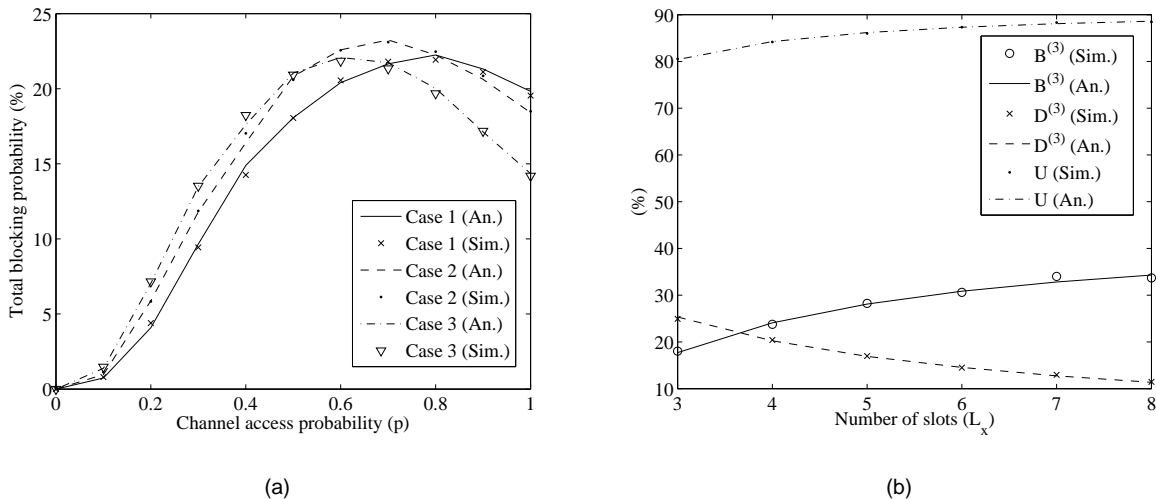 25
20
15
10
5
0
Total blocking probability (%)
Case 1 (An.)
Case 1 (Sim.)
Case 2 (An.)
Case 2 (Sim.)
Case 3 (An.)
Case 3 (Sim.)
0 0.2 0.4 0.6 0.8 1
Channel access probability (p)
(a)
90
80
70
60
50
40
30
20
10
(%)
B^(3) (Sim.)
B^(3) (An.)
D^(3) (Sim.)
D^(3) (An.)
U (Sim.)
U (An.)
3 4 5 6 7 8
Number of slots (L_x)
(b)